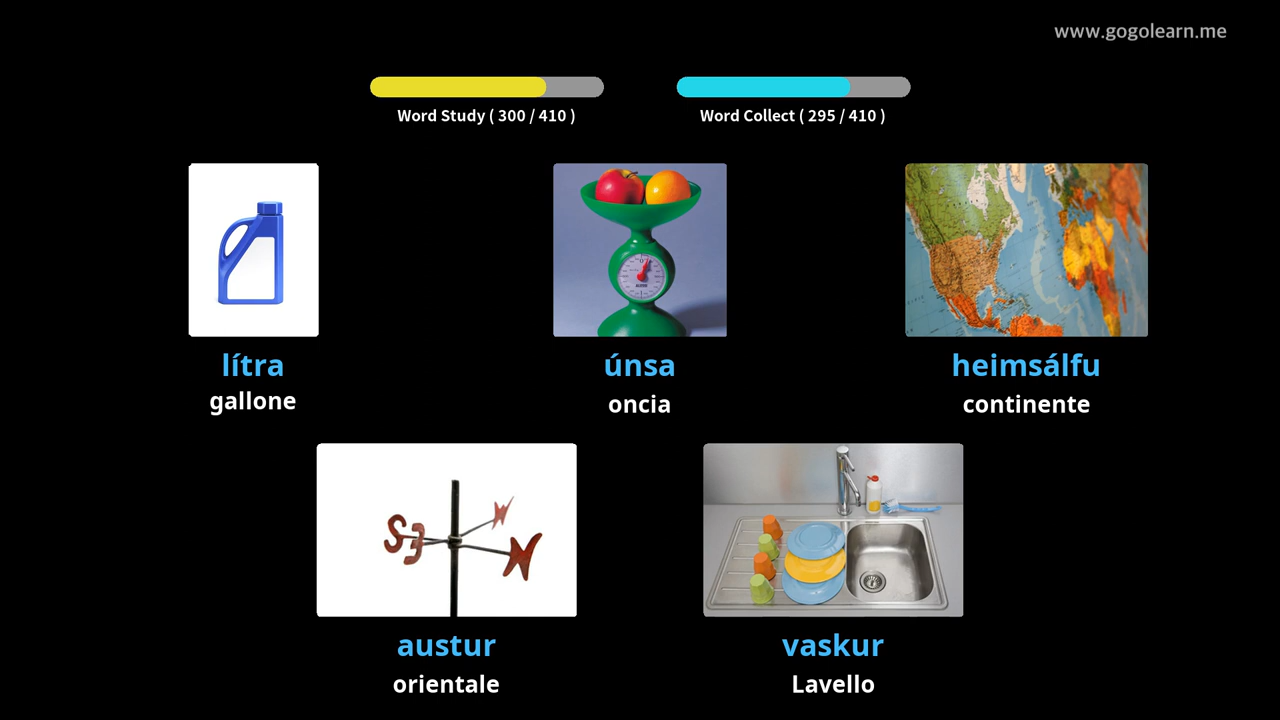 www.gogolearn.me
Word Study ( 300 / 410 )
Word Collect ( 295 / 410 )
lítra
gallone
únsa
oncia
heimsálfu
continente
S E N
austur
orientale
vaskur
Lavello